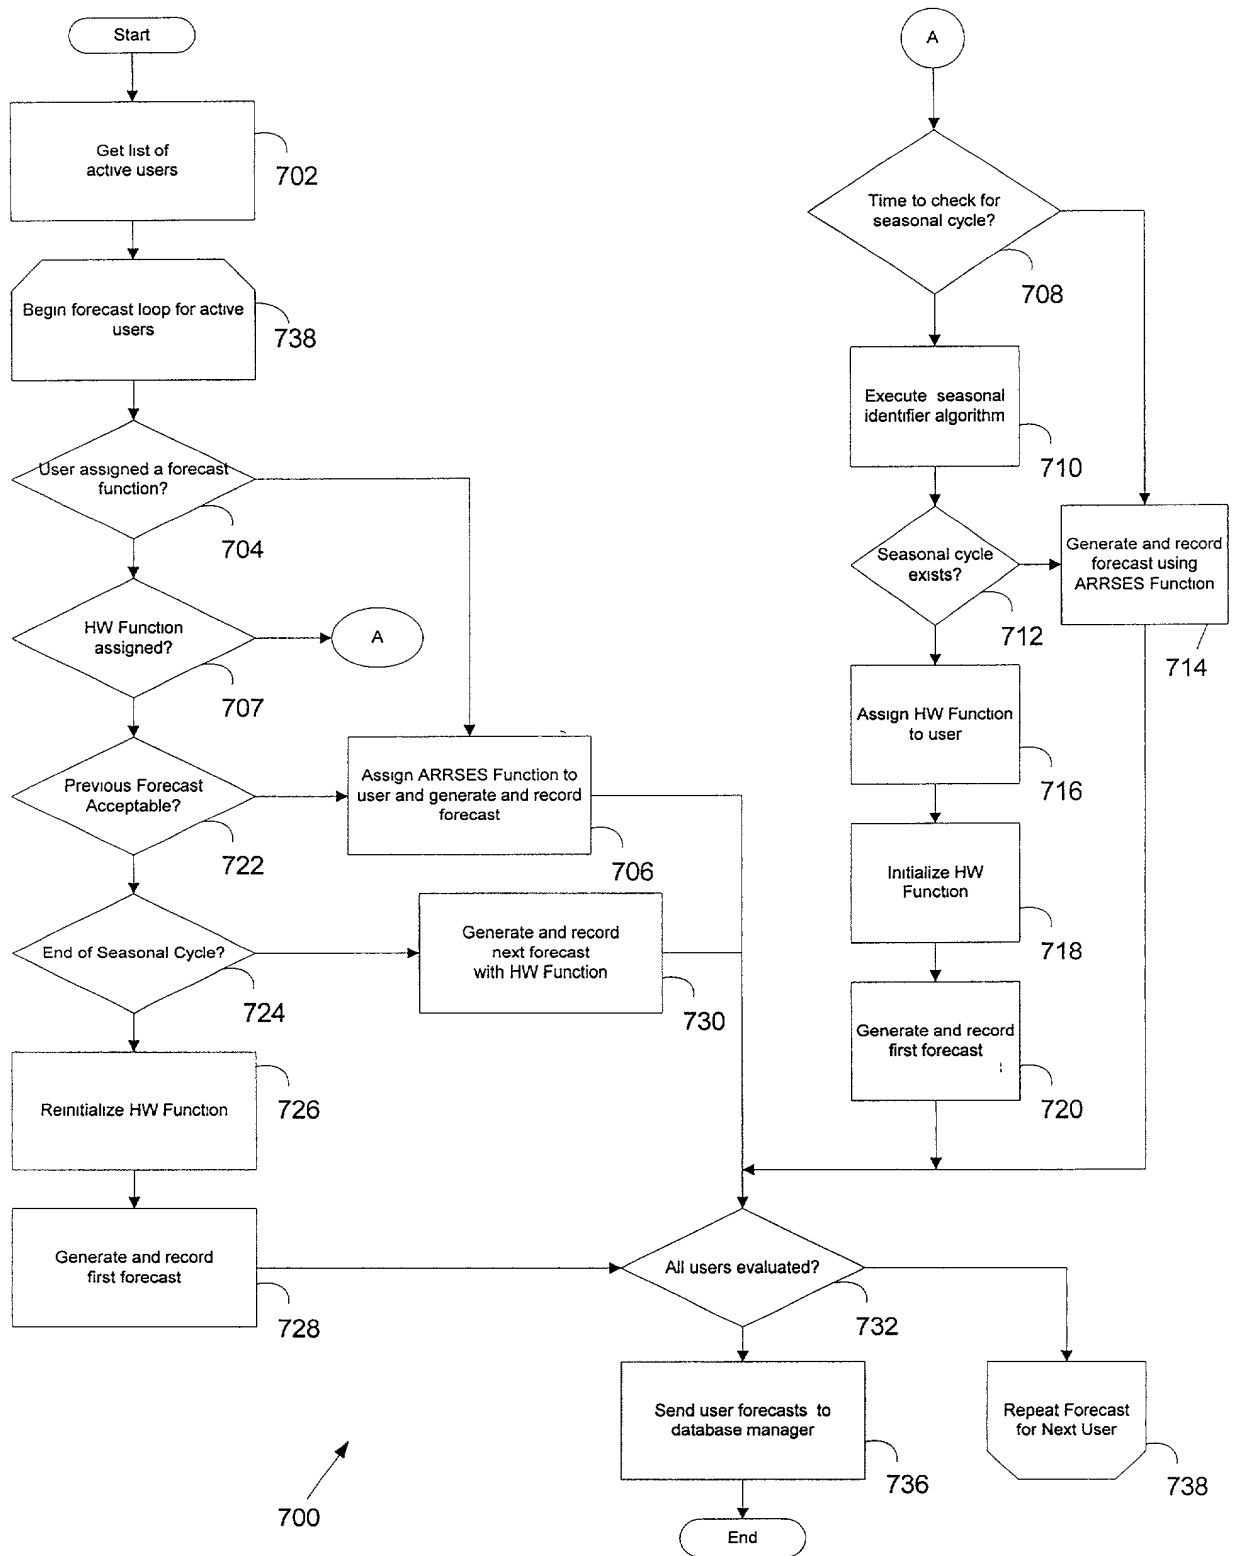 Start
Get list of
active users
702
Begin forecast loop for active
users
738
User assigned a forecast
function?
704
HW Function
assigned?
707
A
Previous Forecast
Acceptable?
722
Assign ARRSES Function to
user and generate and record
forecast
706
End of Seasonal Cycle?
724
Generate and record
next forecast
with HW Function
730
Reinitialize HW Function
726
Generate and record
first forecast
728
A
Time to check for
seasonal cycle?
708
Execute seasonal
identifier algorithm
710
Seasonal cycle
exists?
712
Generate and record
forecast using
ARRSES Function
714
Assign HW Function
to user
716
Initialize HW
Function
718
Generate and record
first forecast
720
All users evaluated?
732
Send user forecasts to
database manager
736
Repeat Forecast
for Next User
738
End
700